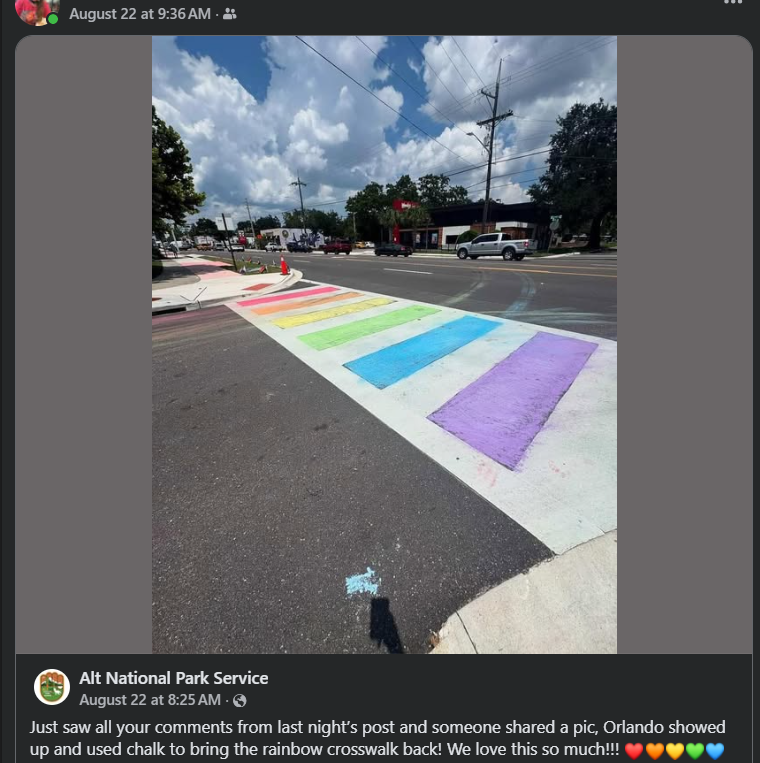 August 22 at 9:36 AM ·
Alt National Park Service
August 22 at 8:25 AM ·
Just saw all your comments from last night's post and someone shared a pic, Orlando showed
up and used chalk to bring the rainbow crosswalk back! We love this so much!!! ❤️🧡💛💚💙